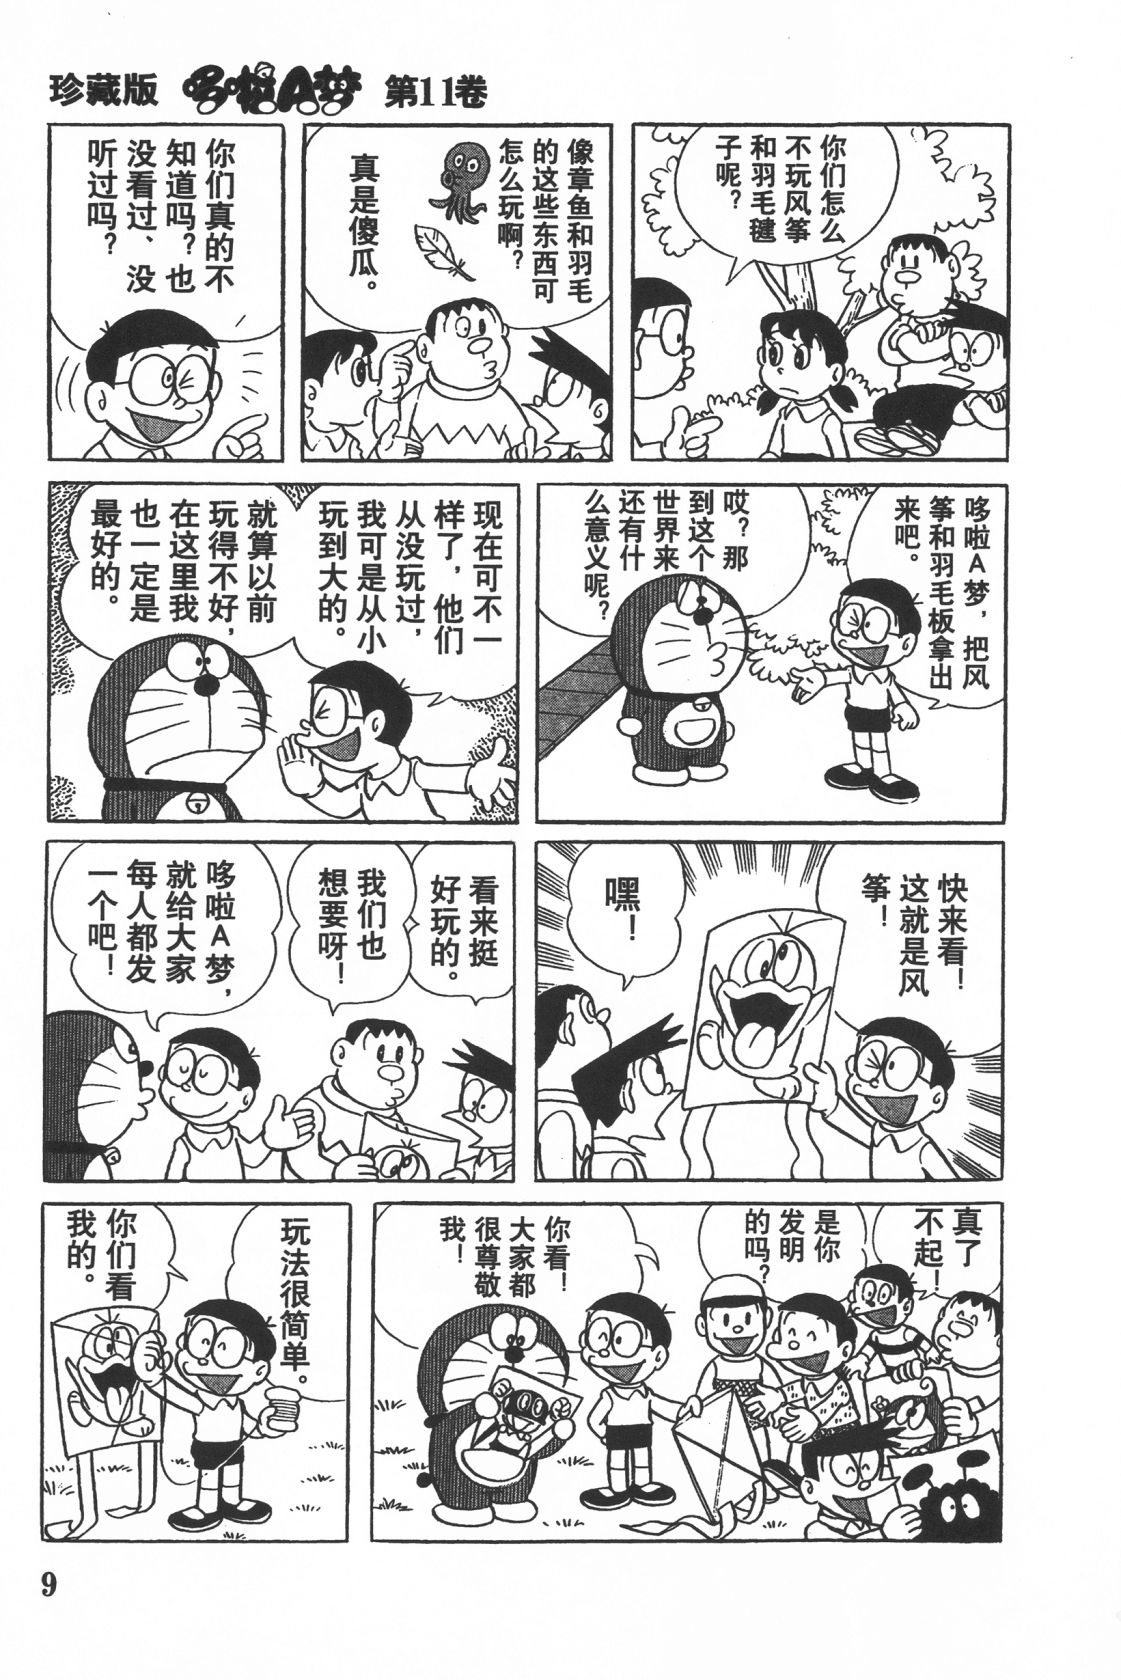 珍藏版 哆啦A梦 第11卷
你们怎么
不玩风筝
和羽毛毽
子呢？
像章鱼和羽毛
的这些东西可
怎么玩啊？
真是傻瓜。
你们真的不
知道吗？也
没看过、没
听过吗？
哆啦A梦，把风
筝和羽毛板拿出
来吧。
哎？那
到这个
世界来
还有什
么意义呢？
现在可不一
样了，他们
从没玩过，
我可是从小
玩到大的。
就算以前
玩得不好，
在这里我
也一定是
最好的。
快来看！
这就是风
筝！
嘿！
看来挺
好玩的。
我们也
想要呀！
哆啦A梦，
就给大家
每人都发
一个吧！
真了
不起！
是你
发明
的吗？
你看！
大家都
很尊敬
我！
玩法很简单。
你们看
我的。
9